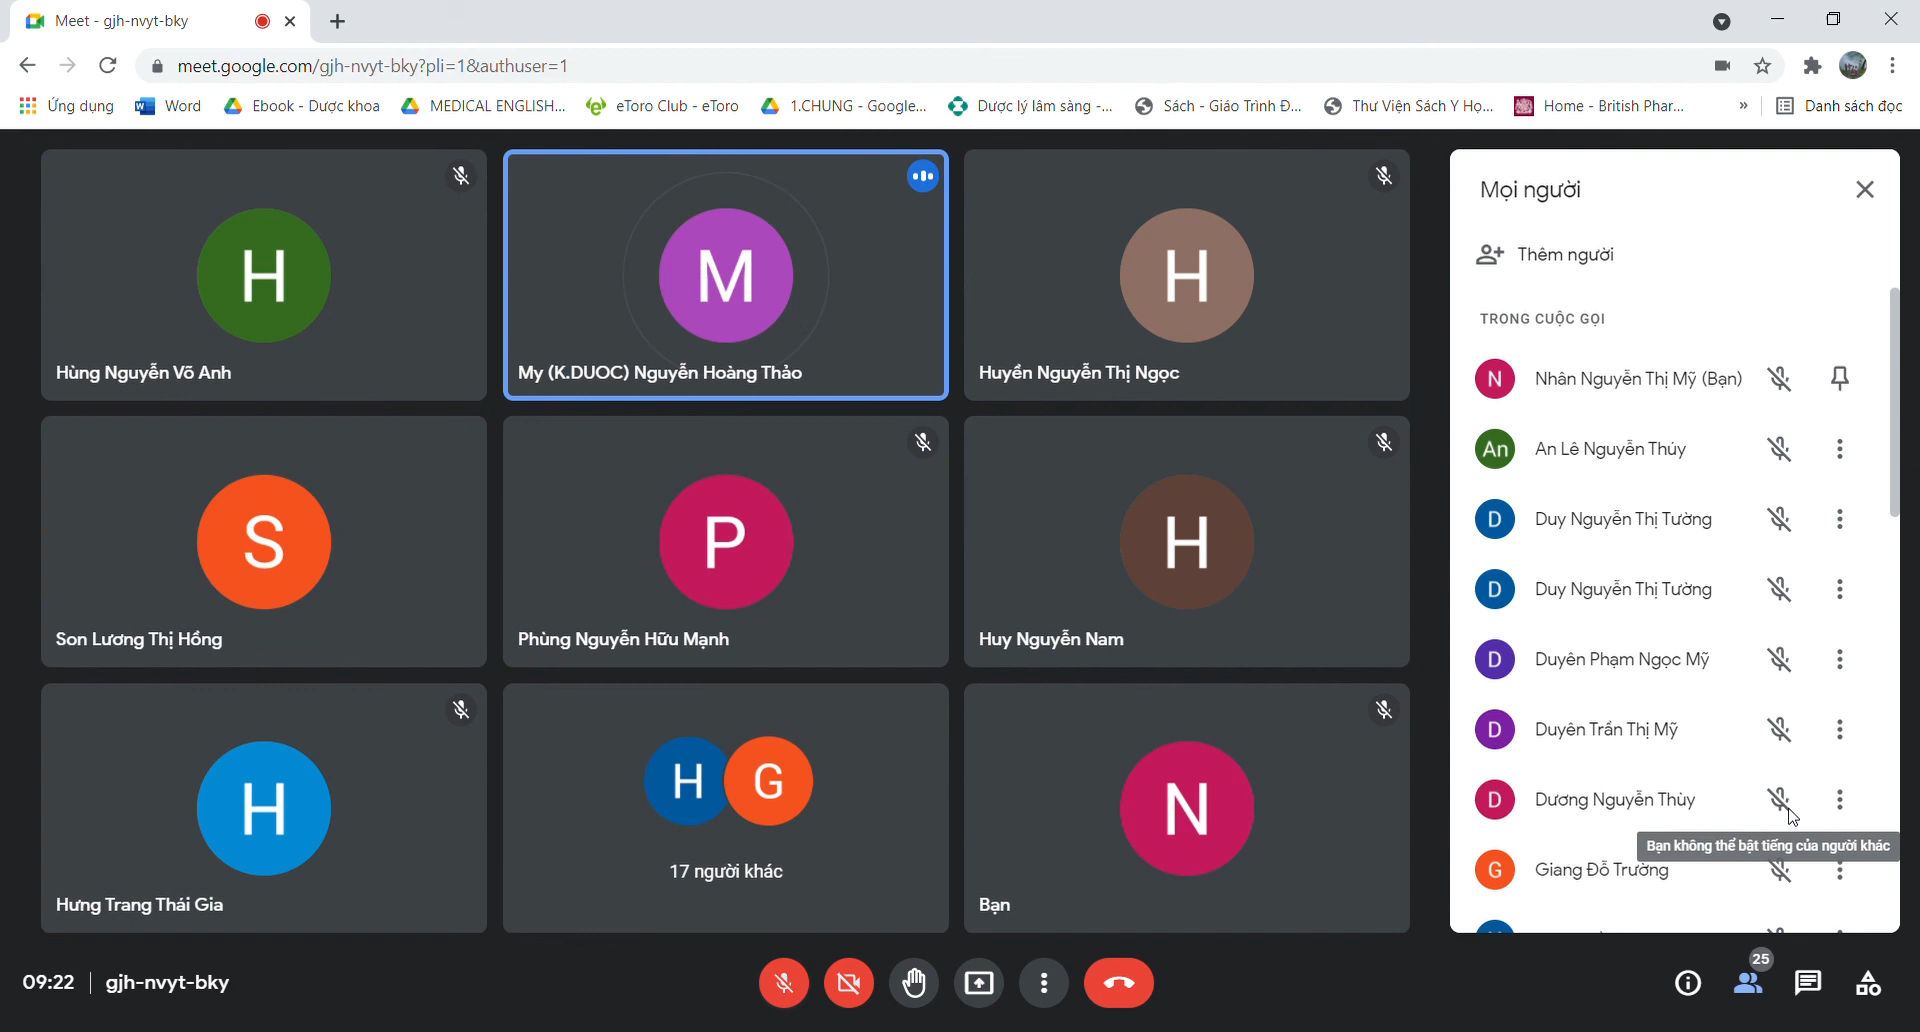 Meet - gjh-nvyt-bky
meet.google.com/gjh-nvyt-bky?pli=1&authuser=1
Ứng dụng
Word
Ebook - Dược khoa
MEDICAL ENGLISH...
eToro Club - eToro
1.CHUNG - Google...
Dược lý lâm sàng -...
Sách - Giáo Trình Đ...
Thư Viện Sách Y Họ...
Home - British Phar...
»
Danh sách đọc
H
Hùng Nguyễn Võ Anh
M
My (K.DUOC) Nguyễn Hoàng Thảo
H
Huyền Nguyễn Thị Ngọc
S
Son Lương Thị Hồng
P
Phùng Nguyễn Hữu Mạnh
H
Huy Nguyễn Nam
H
Hưng Trang Thái Gia
H G
17 người khác
N
Bạn
Mọi người
Thêm người
TRONG CUỘC GỌI
N Nhân Nguyễn Thị Mỹ (Bạn)
An An Lê Nguyễn Thúy
D Duy Nguyễn Thị Tường
D Duy Nguyễn Thị Tường
D Duyên Phạm Ngọc Mỹ
D Duyên Trần Thị Mỹ
D Dương Nguyễn Thùy
Bạn không thể bật tiếng của người khác
G Giang Đỗ Trường
09:22 | gjh-nvyt-bky
25